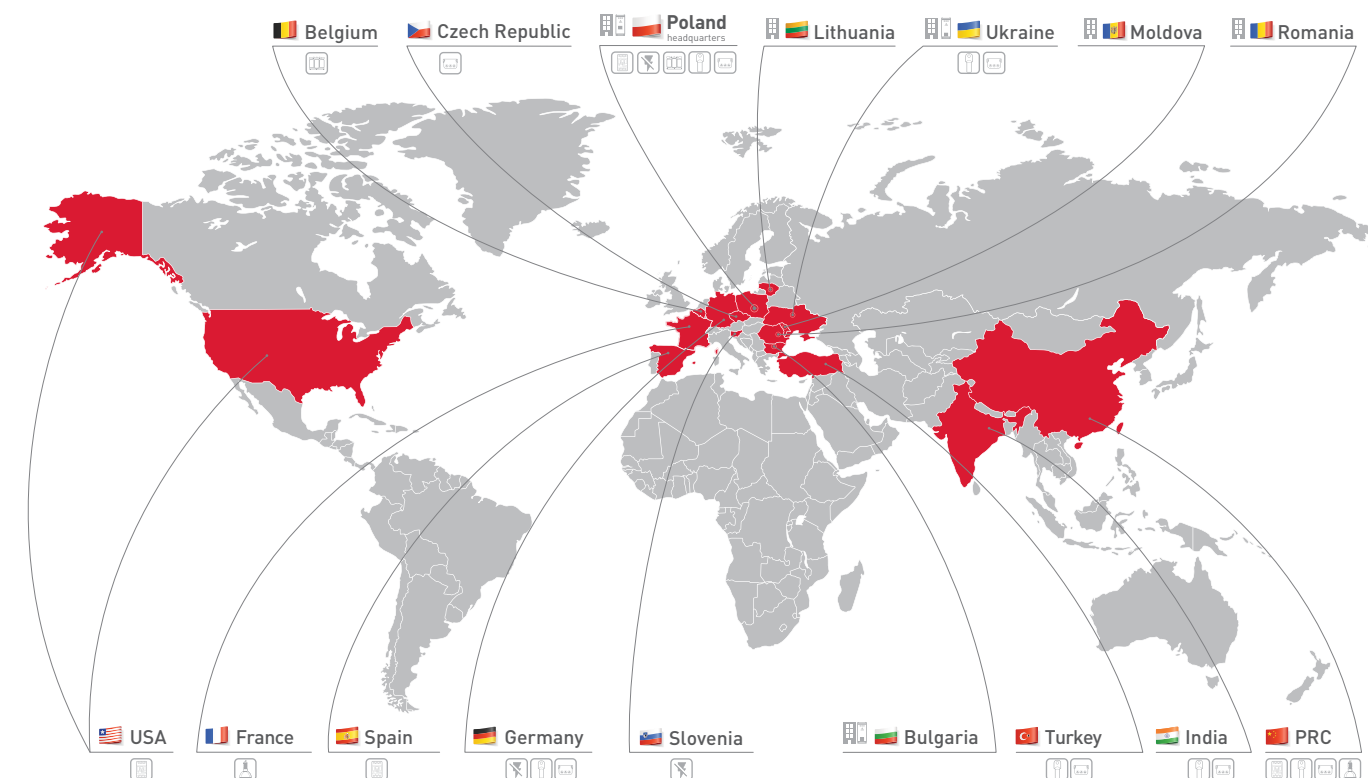 Belgium
Czech Republic
Poland
headquarters
Lithuania
Ukraine
Moldova
Romania
USA
France
Spain
Germany
Slovenia
Bulgaria
Turkey
India
PRC